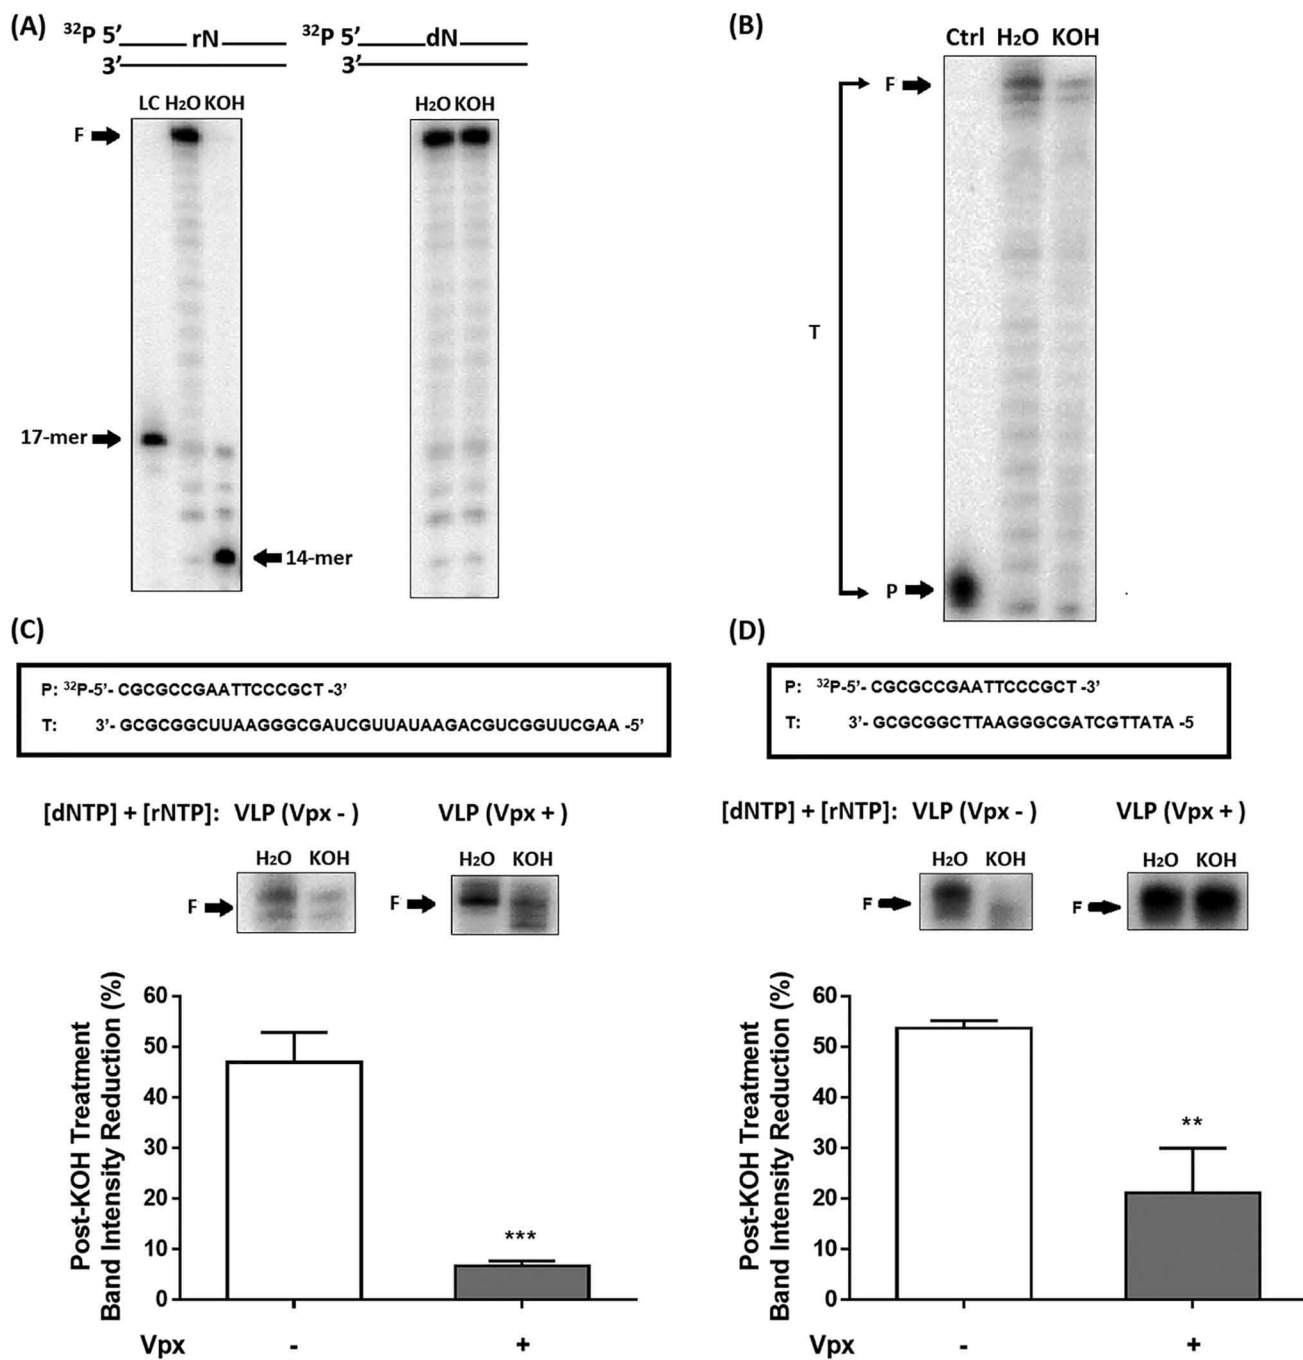 (A)
32P 5' rN
3'
32P 5' dN
3'
LC H2O KOH
F
17-mer
14-mer
H2O KOH
(B)
Ctrl H2O KOH
F
T
P
(C)
P: 32P-5'- CGCGCCGAATTCCCGCT -3'
T: 3'- GCGCGGCUUAAGGGCGAUCGUUAUAAGACGUCGGUUCGAA -5'
[dNTP] + [rNTP]: VLP (Vpx - ) VLP (Vpx + )
H2O KOH H2O KOH
F F
Post-KOH Treatment
Band Intensity Reduction (%)
60
50
40
30
20
10
0
***
Vpx - +
(D)
P: 32P-5'- CGCGCCGAATTCCCGCT -3'
T: 3'- GCGCGGCTTAAGGGCGATCGTTATA -5
[dNTP] + [rNTP]: VLP (Vpx - ) VLP (Vpx + )
H2O KOH H2O KOH
F F
Post-KOH Treatment
Band Intensity Reduction (%)
60
50
40
30
20
10
0
**
Vpx - +